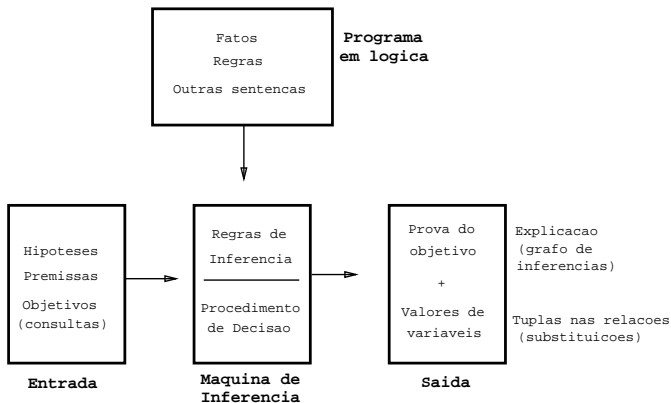 Fatos
Regras
Outras sentencas
Programa
em logica
Hipoteses
Premissas
Objetivos
(consultas)
Entrada
Regras de
Inferencia
Procedimento
de Decisao
Maquina de
Inferencia
Prova do
objetivo
+
Valores de
variaveis
Saida
Explicacao
(grafo de
inferencias)
Tuplas nas relacoes
(substituicoes)